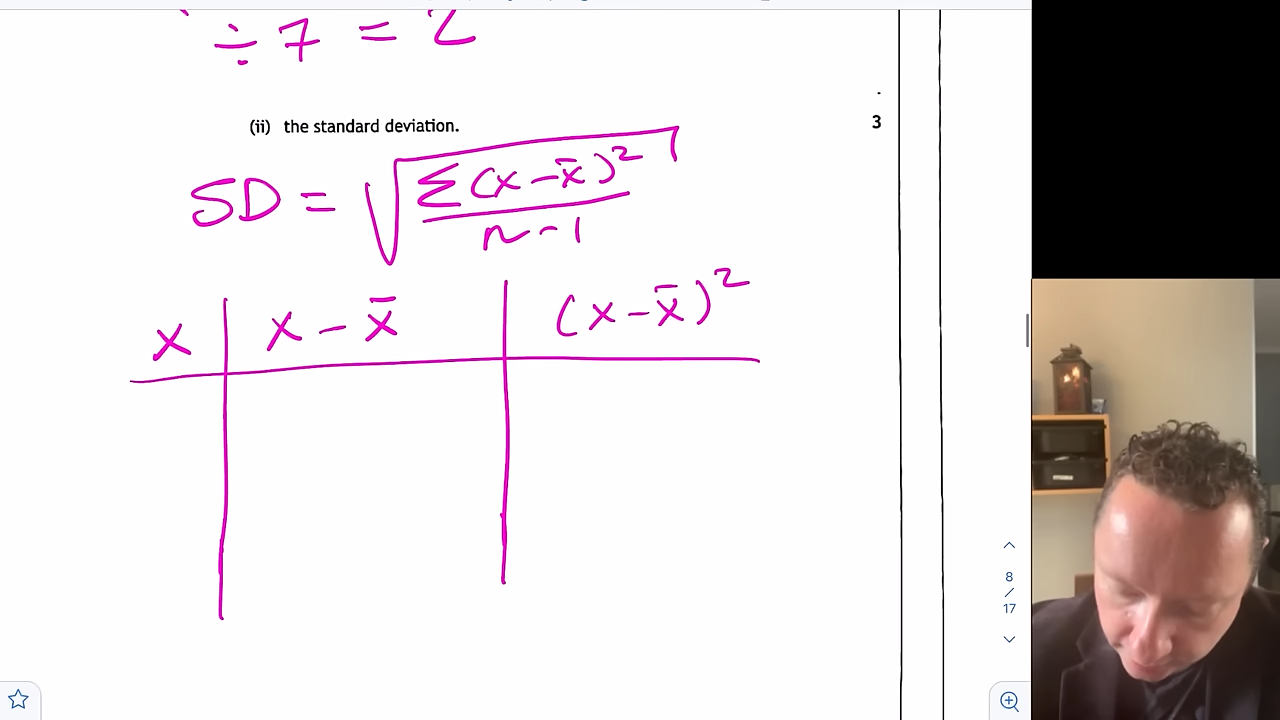 ÷ 7 = 2
(ii) the standard deviation.
3
SD = √(Σ(x - x̄)² / n - 1)
x | x - x̄ | (x - x̄)²
8
/
17